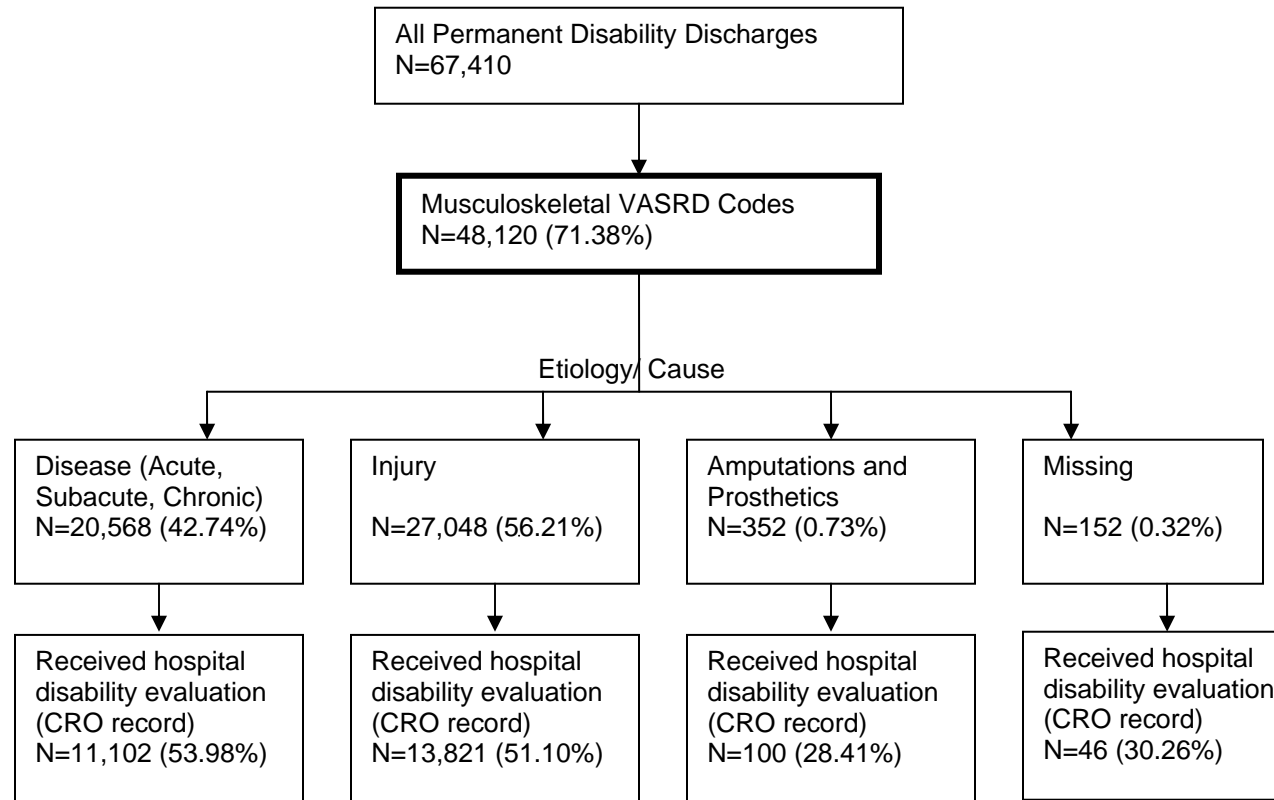 All Permanent Disability Discharges
N=67,410
Musculoskeletal VASRD Codes
N=48,120 (71.38%)
Etiology/ Cause
Disease (Acute,
Subacute, Chronic)
N=20,568 (42.74%)
Injury
N=27,048 (56.21%)
Amputations and
Prosthetics
N=352 (0.73%)
Missing
N=152 (0.32%)
Received hospital
disability evaluation
(CRO record)
N=11,102 (53.98%)
Received hospital
disability evaluation
(CRO record)
N=13,821 (51.10%)
Received hospital
disability evaluation
(CRO record)
N=100 (28.41%)
Received hospital
disability evaluation
(CRO record)
N=46 (30.26%)